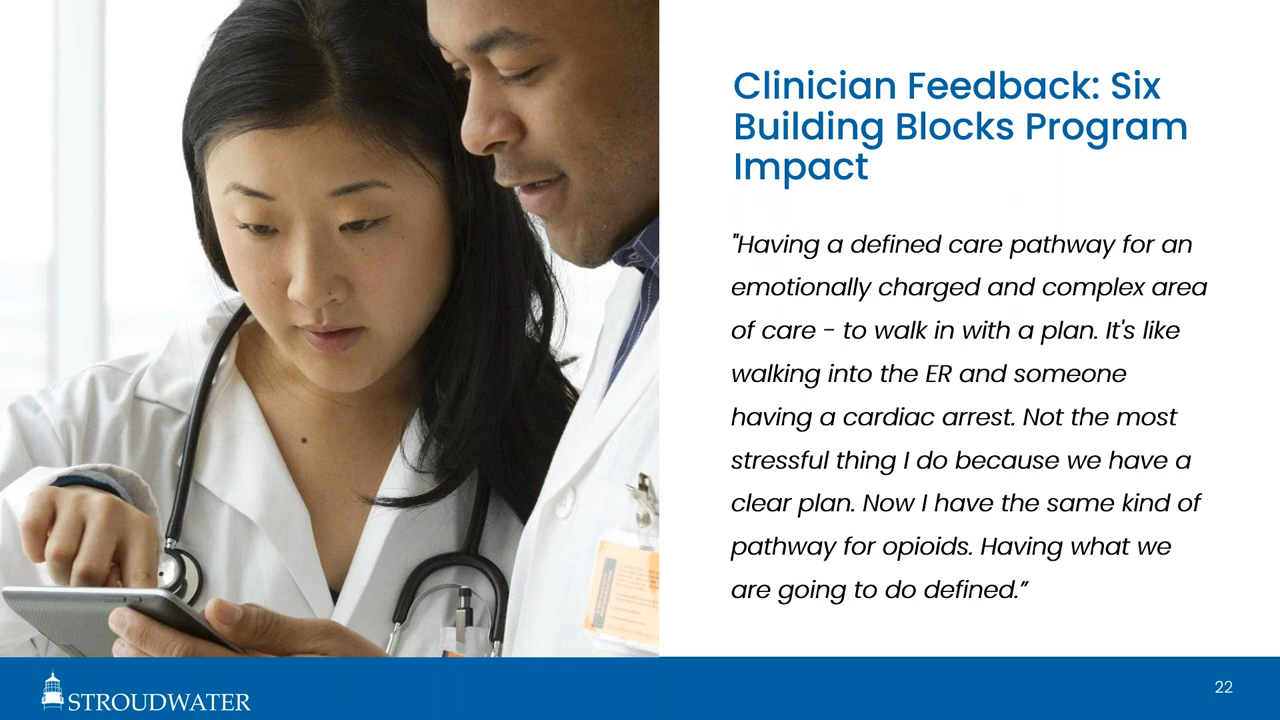 Clinician Feedback: Six
Building Blocks Program
Impact
"Having a defined care pathway for an
emotionally charged and complex area
of care - to walk in with a plan. It's like
walking into the ER and someone
having a cardiac arrest. Not the most
stressful thing I do because we have a
clear plan. Now I have the same kind of
pathway for opioids. Having what we
are going to do defined.”
STROUDWATER
22